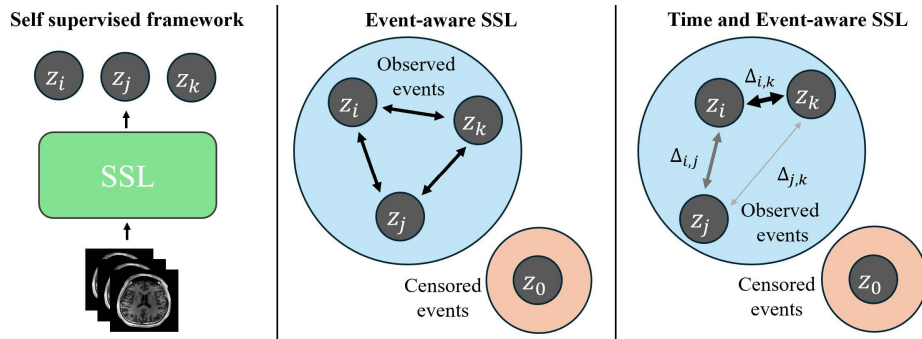 Self supervised framework
z_i z_j z_k
SSL
Event-aware SSL
Observed
events
z_i
z_k
z_j
Censored
events
z_0
Time and Event-aware SSL
Δ_{i,k}
z_i
z_k
Δ_{i,j}
Δ_{j,k}
z_j
Observed
events
Censored
events
z_0